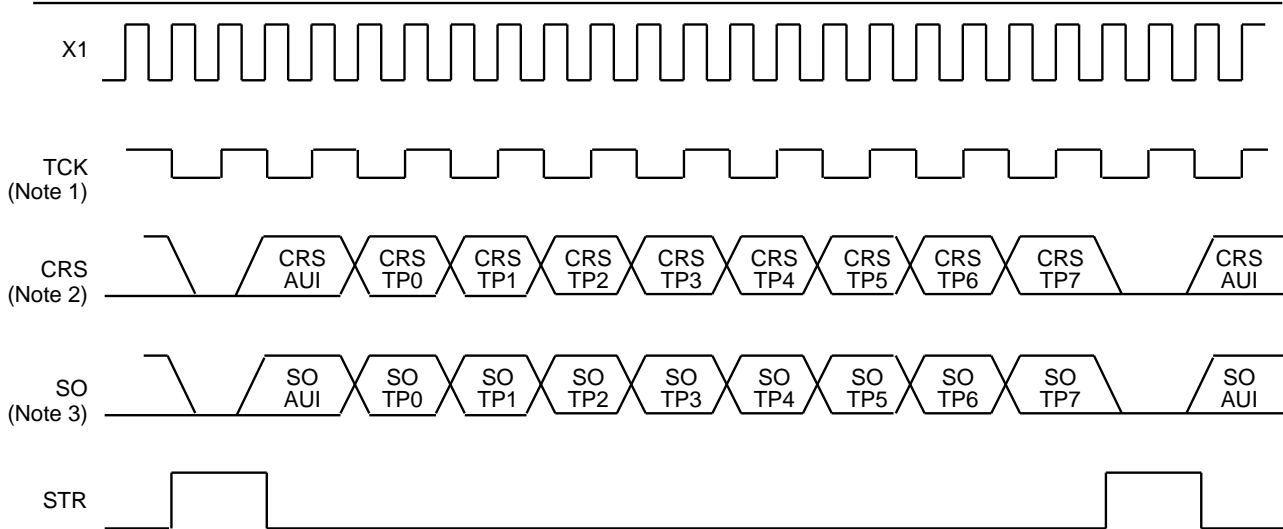 X1
TCK
(Note 1)
CRS
(Note 2)
CRS
AUI
CRS
TP0
CRS
TP1
CRS
TP2
CRS
TP3
CRS
TP4
CRS
TP5
CRS
TP6
CRS
TP7
CRS
AUI
SO
(Note 3)
SO
AUI
SO
TP0
SO
TP1
SO
TP2
SO
TP3
SO
TP4
SO
TP5
SO
TP6
SO
TP7
SO
AUI
STR